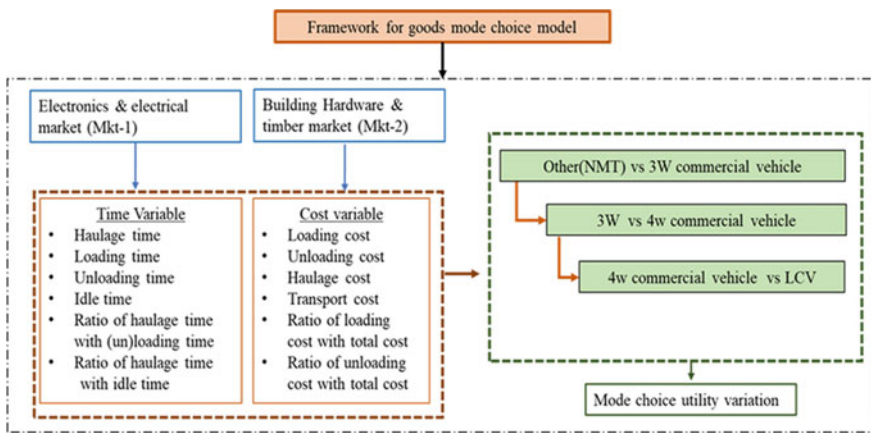 Framework for goods mode choice model
Electronics & electrical
market (Mkt-1)
Building Hardware &
timber market (Mkt-2)
Time Variable
• Haulage time
• Loading time
• Unloading time
• Idle time
• Ratio of haulage time
with (un)loading time
• Ratio of haulage time
with idle time
Cost variable
• Loading cost
• Unloading cost
• Haulage cost
• Transport cost
• Ratio of loading
cost with total cost
• Ratio of unloading
cost with total cost
Other(NMT) vs 3W commercial vehicle
3W vs 4w commercial vehicle
4w commercial vehicle vs LCV
Mode choice utility variation